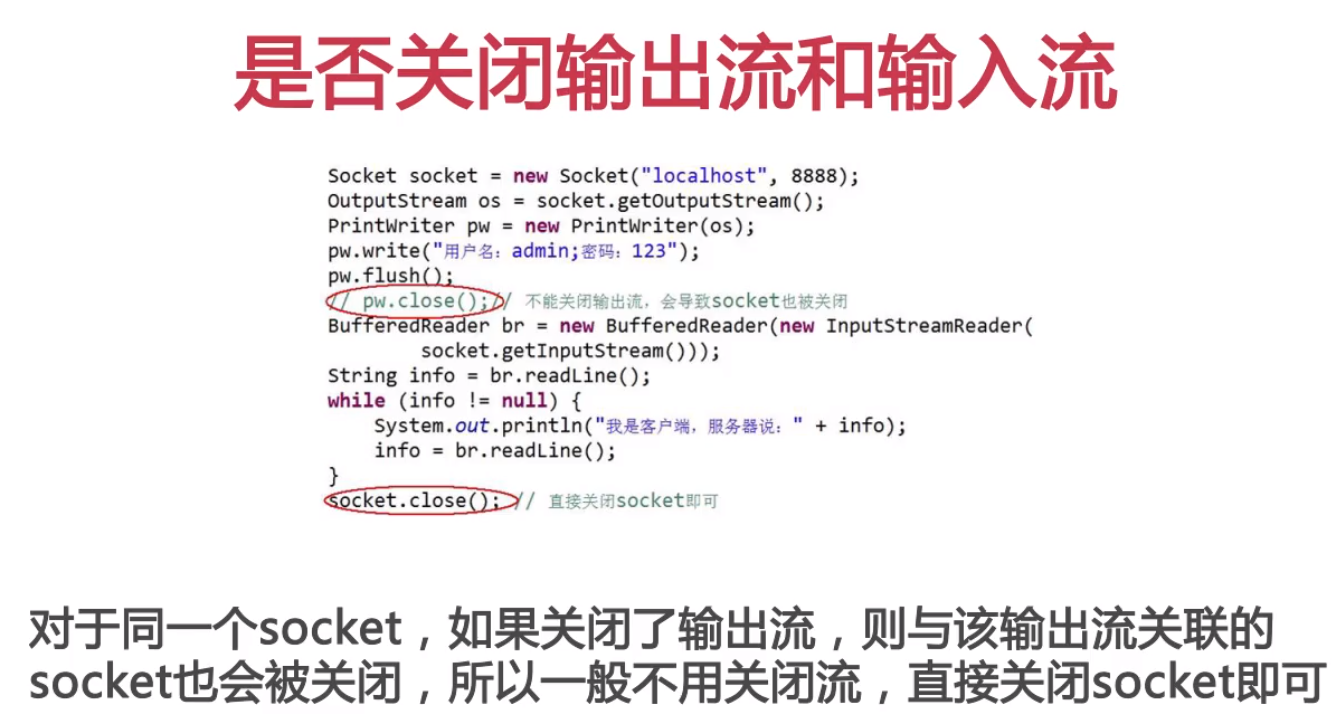 是否关闭输出流和输入流
Socket socket = new Socket("localhost", 8888);
OutputStream os = socket.getOutputStream();
PrintWriter pw = new PrintWriter(os);
pw.write("用户名：admin;密码：123");
pw.flush();
// pw.close();// 不能关闭输出流，会导致socket也被关闭
BufferedReader br = new BufferedReader(new InputStreamReader(
socket.getInputStream()));
String info = br.readLine();
while (info != null) {
System.out.println("我是客户端，服务器说：" + info);
info = br.readLine();
}
socket.close(); // 直接关闭socket即可
对于同一个socket，如果关闭了输出流，则与该输出流关联的
socket也会被关闭，所以一般不用关闭流，直接关闭socket即可